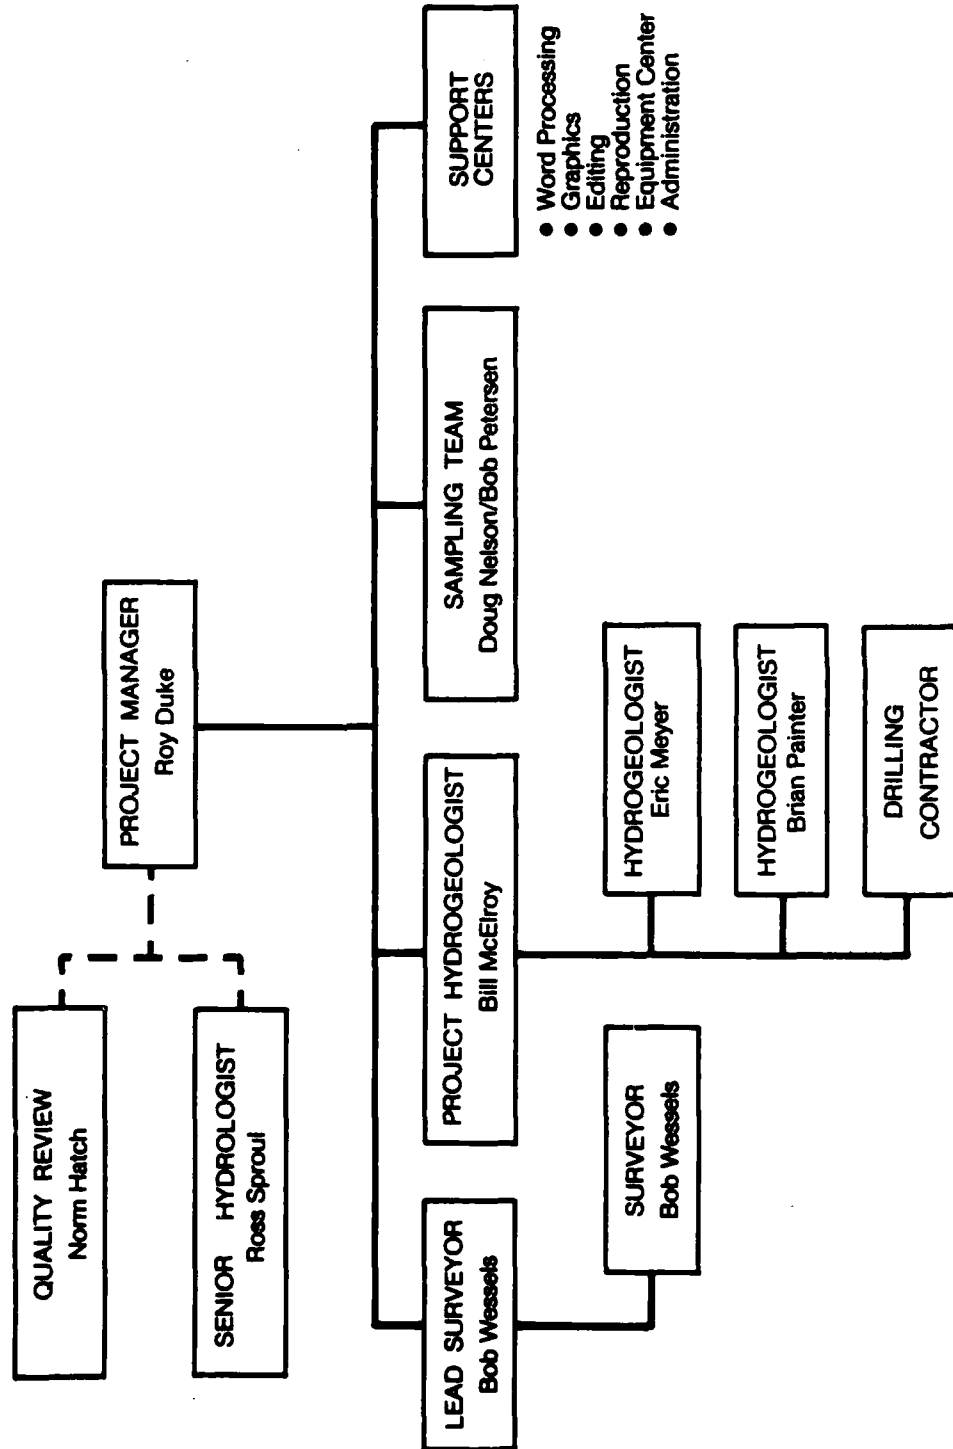 QUALITY REVIEW
Norm Hatch
SENIOR HYDROLOGIST
Ross Sproul
PROJECT MANAGER
Roy Duke
LEAD SURVEYOR
Bob Wessels
PROJECT HYDROGEOLOGIST
Bill McElroy
SAMPLING TEAM
Doug Nelson/Bob Petersen
SUPPORT
CENTERS
● Word Processing
● Graphics
● Editing
● Reproduction
● Equipment Center
● Administration
SURVEYOR
Bob Wessels
HYDROGEOLOGIST
Eric Meyer
HYDROGEOLOGIST
Brian Painter
DRILLING
CONTRACTOR